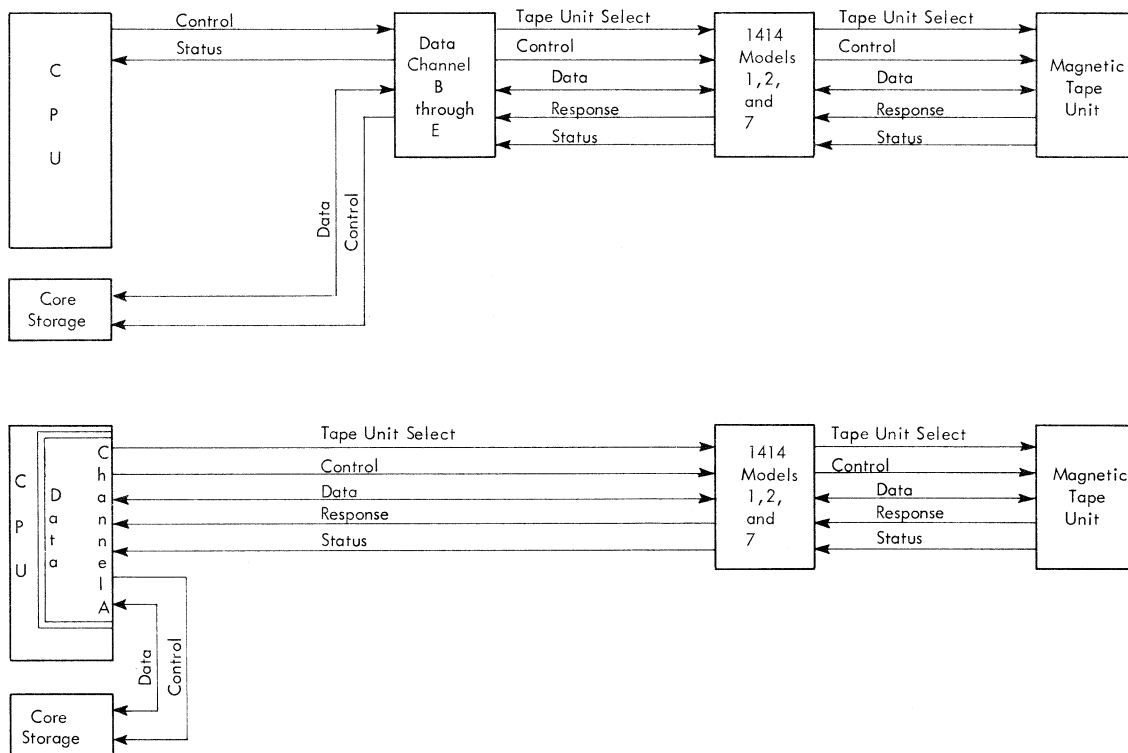 Control
Status
C
P
U
Data
Channel
B
through
E
Tape Unit Select
Control
Data
Response
Status
1414
Models
1,2,
and
7
Tape Unit Select
Control
Data
Response
Status
Magnetic
Tape
Unit
Data
Control
Core
Storage
C
P
U
Data
Channel A
Tape Unit Select
Control
Data
Response
Status
1414
Models
1,2,
and
7
Tape Unit Select
Control
Data
Response
Status
Magnetic
Tape
Unit
Data
Control
Core
Storage